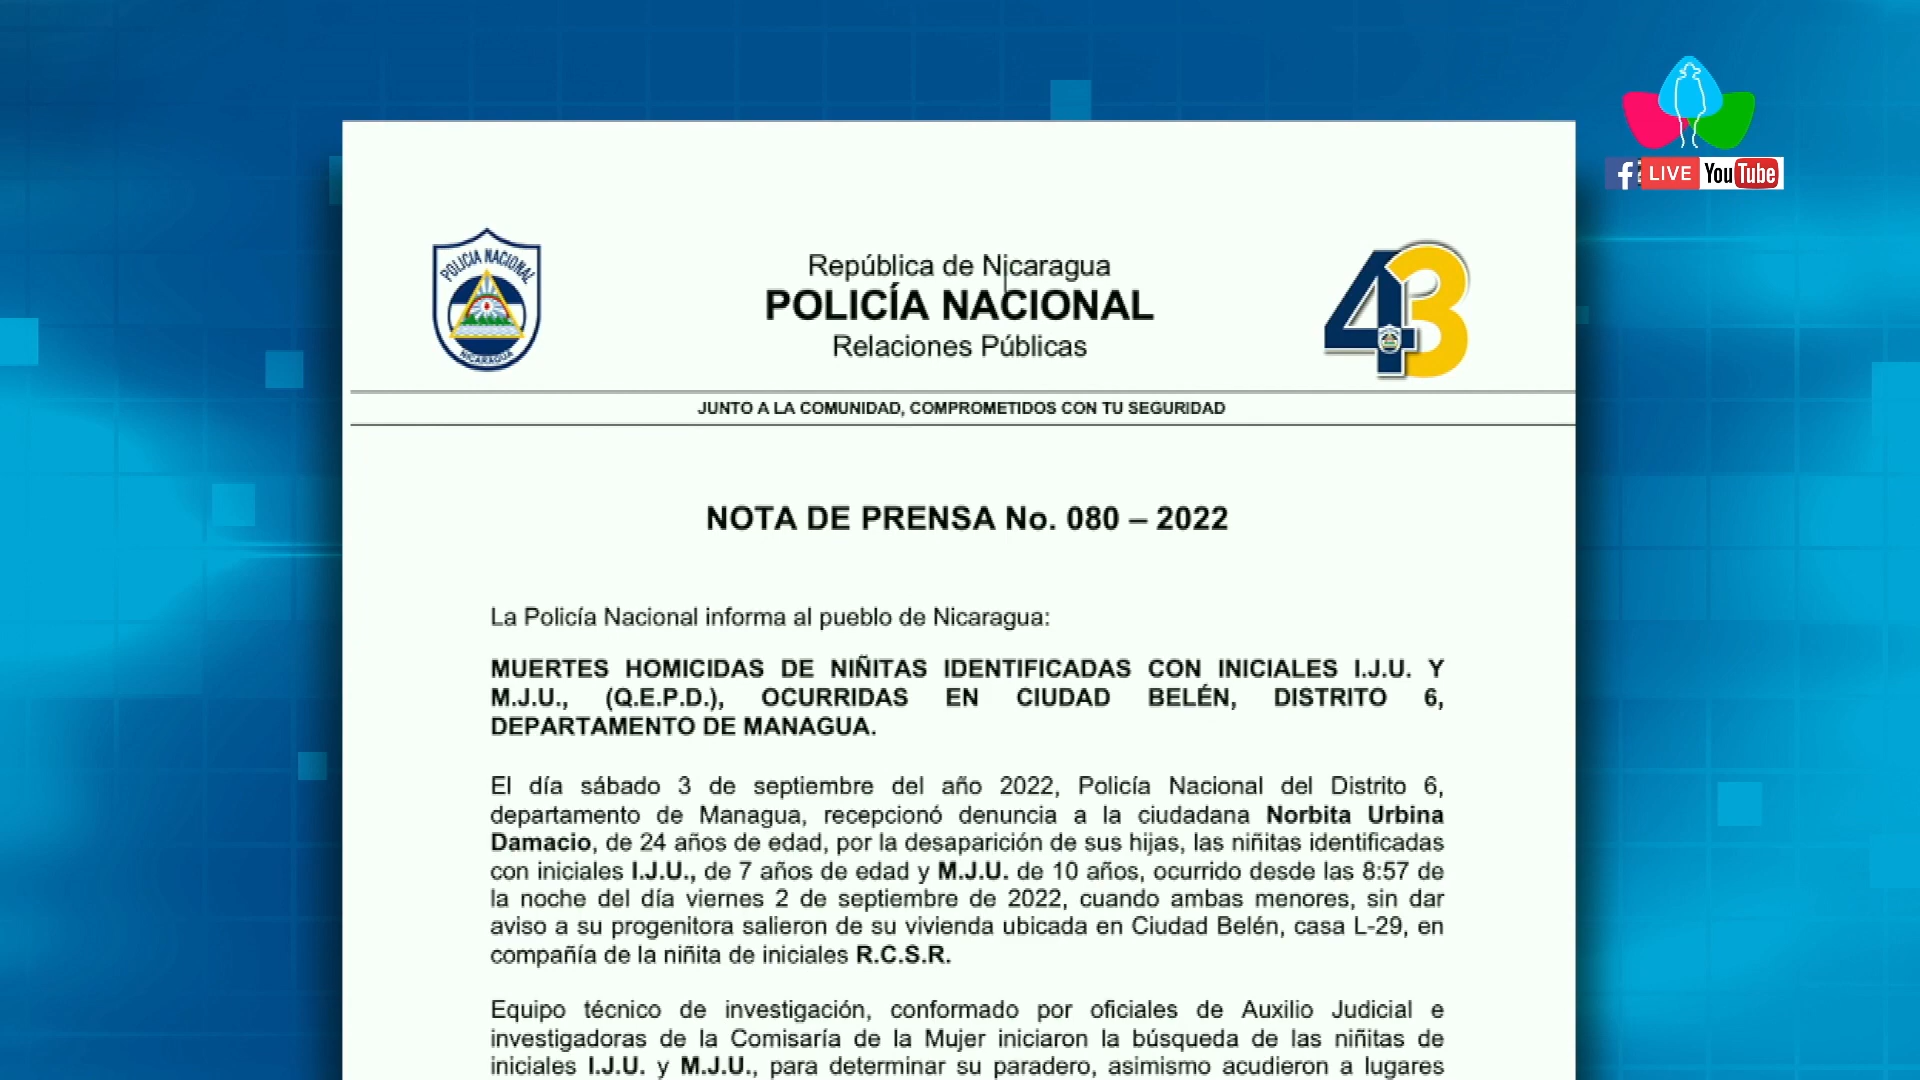 f LIVE YouTube
POLICIA NACIONAL
NICARAGUA
República de Nicaragua
POLICÍA NACIONAL
Relaciones Públicas
43
JUNTO A LA COMUNIDAD, COMPROMETIDOS CON TU SEGURIDAD
NOTA DE PRENSA No. 080 – 2022
La Policía Nacional informa al pueblo de Nicaragua:
MUERTES HOMICIDAS DE NIÑITAS IDENTIFICADAS CON INICIALES I.J.U. Y
M.J.U., (Q.E.P.D.), OCURRIDAS EN CIUDAD BELÉN, DISTRITO 6,
DEPARTAMENTO DE MANAGUA.
El día sábado 3 de septiembre del año 2022, Policía Nacional del Distrito 6,
departamento de Managua, recepcionó denuncia a la ciudadana Norbita Urbina
Damacio, de 24 años de edad, por la desaparición de sus hijas, las niñitas identificadas
con iniciales I.J.U., de 7 años de edad y M.J.U. de 10 años, ocurrido desde las 8:57 de
la noche del día viernes 2 de septiembre de 2022, cuando ambas menores, sin dar
aviso a su progenitora salieron de su vivienda ubicada en Ciudad Belén, casa L-29, en
compañía de la niñita de iniciales R.C.S.R.
Equipo técnico de investigación, conformado por oficiales de Auxilio Judicial e
investigadoras de la Comisaría de la Mujer iniciaron la búsqueda de las niñitas de
iniciales I.J.U. y M.J.U., para determinar su paradero, asimismo acudieron a lugares